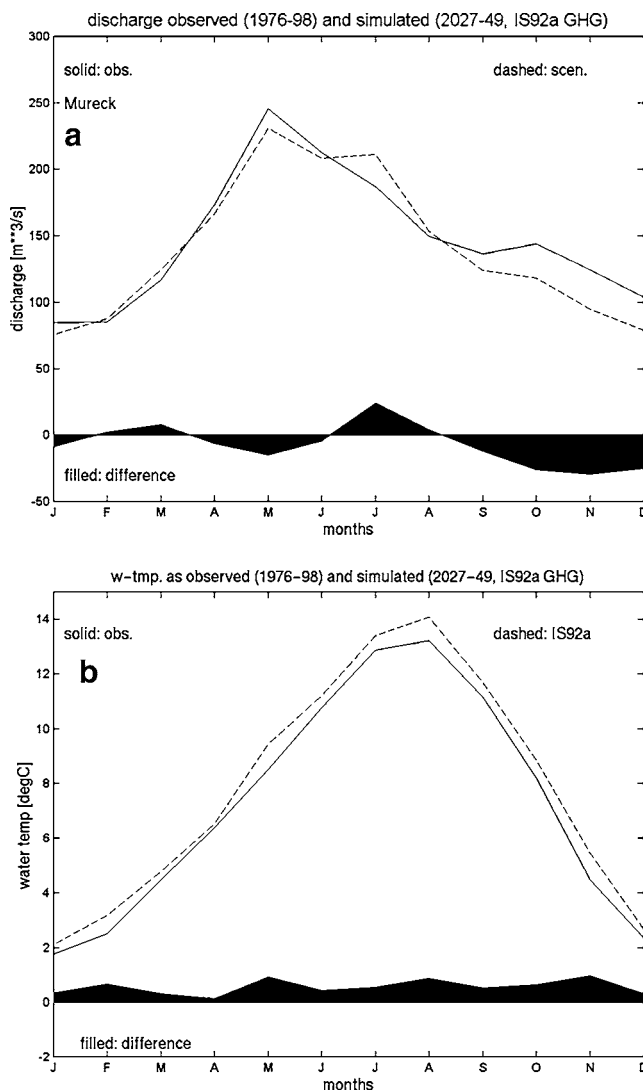 discharge observed (1976-98) and simulated (2027-49, IS92a GHG)
300
solid: obs.
dashed: scen.
250
Mureck
a
200
150
100
50
0
filled: difference
-50
discharge [m**3/s]
J F M A M J J A S O N D
months
w-tmp. as observed (1976-98) and simulated (2027-49, IS92a GHG)
14
solid: obs.
dashed: IS92a
b
12
10
8
6
4
2
0
filled: difference
-2
water temp [degC]
J F M A M J J A S O N D
months